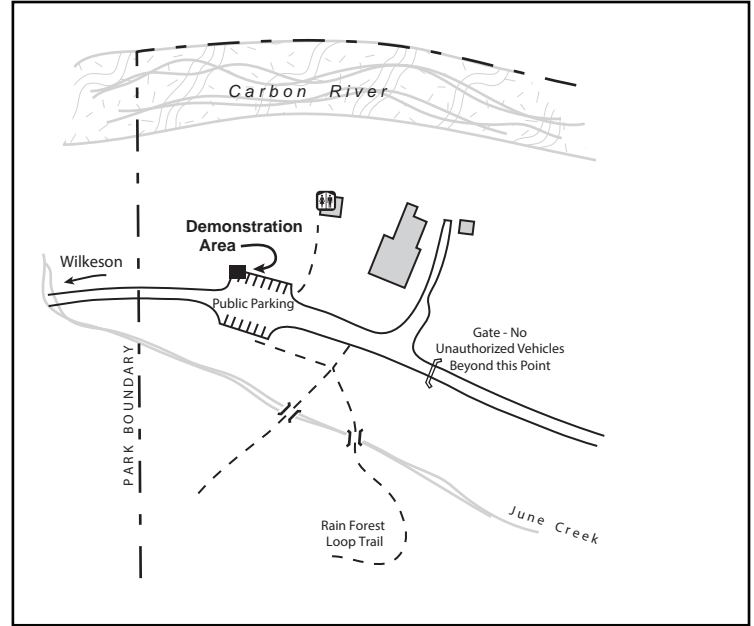 Carbon River
Demonstration
Area
Wilkeson
Public Parking
Gate - No
Unauthorized Vehicles
Beyond this Point
PARK BOUNDARY
Rain Forest
Loop Trail
June Creek